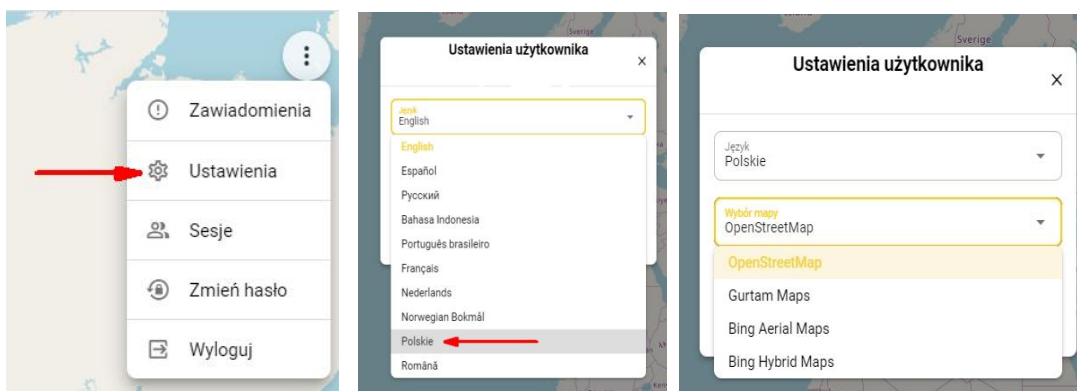 Zawiadomienia
Ustawienia
Sesje
Zmień hasło
Wyloguj
Sverige
Ustawienia użytkownika
Język
English
English
Español
Русский
Bahasa Indonesia
Português brasileiro
Français
Nederlands
Norwegian Bokmål
Polskie
Română
Sverige
Ustawienia użytkownika
Język
Polskie
Wybór mapy
OpenStreetMap
OpenStreetMap
Gurtam Maps
Bing Aerial Maps
Bing Hybrid Maps